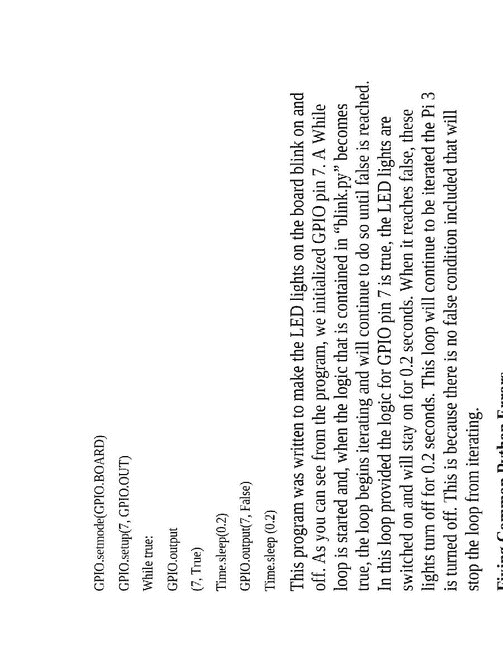 GPIO.setmode(GPIO.BOARD)
GPIO.setup(7, GPIO.OUT)
While true:
GPIO.output
(7, True)
Time.sleep(0.2)
GPIO.output(7, False)
Time.sleep (0.2)
This program was written to make the LED lights on the board blink on and
off. As you can see from the program, we initialized GPIO pin 7. A While
loop is started and, when the logic that is contained in “blink.py” becomes
true, the loop begins iterating and will continue to do so until false is reached.
In this loop provided the logic for GPIO pin 7 is true, the LED lights are
switched on and will stay on for 0.2 seconds. When it reaches false, these
lights turn off for 0.2 seconds. This loop will continue to be iterated the Pi 3
is turned off. This is because there is no false condition included that will
stop the loop from iterating.
Fixing Common Python Errors